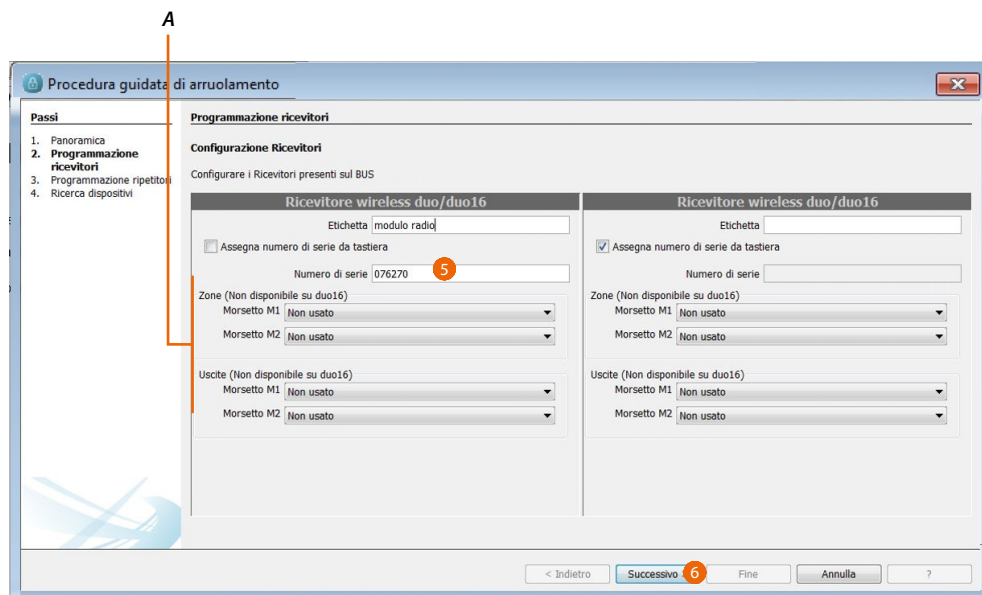 A
Procedura guidata di arruolamento
Passi
1. Panoramica
2. Programmazione
ricevitori
3. Programmazione ripetitori
4. Ricerca dispositivi
Programmazione ricevitori
Configurazione Ricevitori
Configurare i Ricevitori presenti sul BUS
Ricevitore wireless duo/duo16
Etichetta modulo radio
Assegna numero di serie da tastiera
Numero di serie 076270 5
Zone (Non disponibile su duo16)
Morsetto M1 Non usato
Morsetto M2 Non usato
Uscite (Non disponibile su duo16)
Morsetto M1 Non usato
Morsetto M2 Non usato
Ricevitore wireless duo/duo16
Etichetta
Assegna numero di serie da tastiera
Numero di serie
Zone (Non disponibile su duo16)
Morsetto M1 Non usato
Morsetto M2 Non usato
Uscite (Non disponibile su duo16)
Morsetto M1 Non usato
Morsetto M2 Non usato
< Indietro Successivo 6 Fine Annulla ?